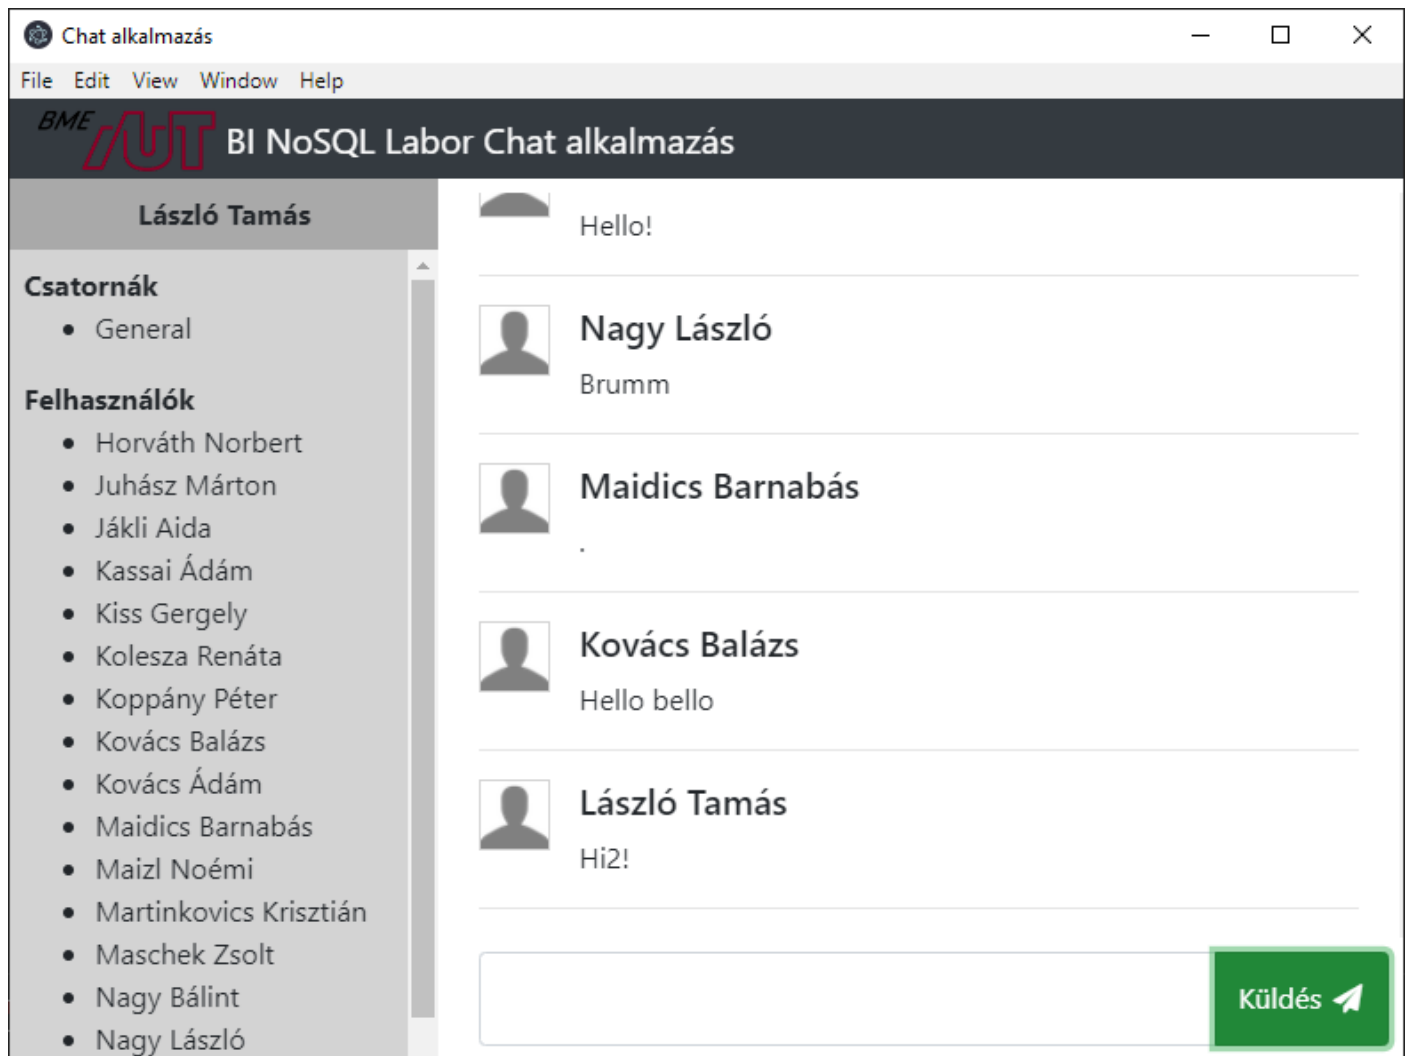 Chat alkalmazás
File Edit View Window Help
BME AUT BI NoSQL Labor Chat alkalmazás
László Tamás
Csatornák
General
Felhasználók
Horváth Norbert
Juhász Márton
Jákli Aida
Kassai Ádám
Kiss Gergely
Kolesza Renáta
Koppány Péter
Kovács Balázs
Kovács Ádám
Maidics Barnabás
Maizl Noémi
Martinkovics Krisztián
Maschek Zsolt
Nagy Bálint
Nagy László
Hello!
Nagy László
Brumm
Maidics Barnabás
.
Kovács Balázs
Hello bello
László Tamás
Hi2!
Küldés